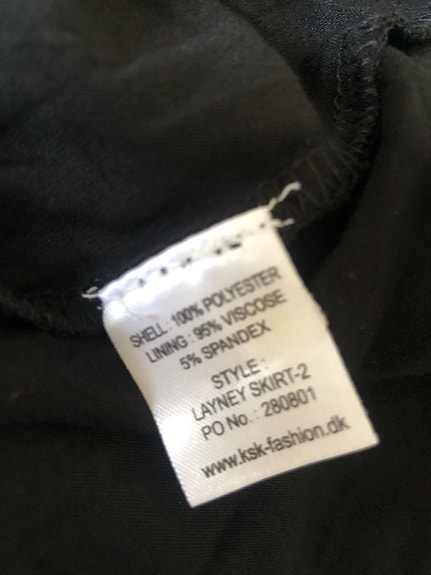 SHELL : 100% POLYESTER
LINING : 95% VISCOSE
5% SPANDEX
STYLE :
LAYNEY SKIRT-2
PO No. : 280801
www.ksk-fashion.dk